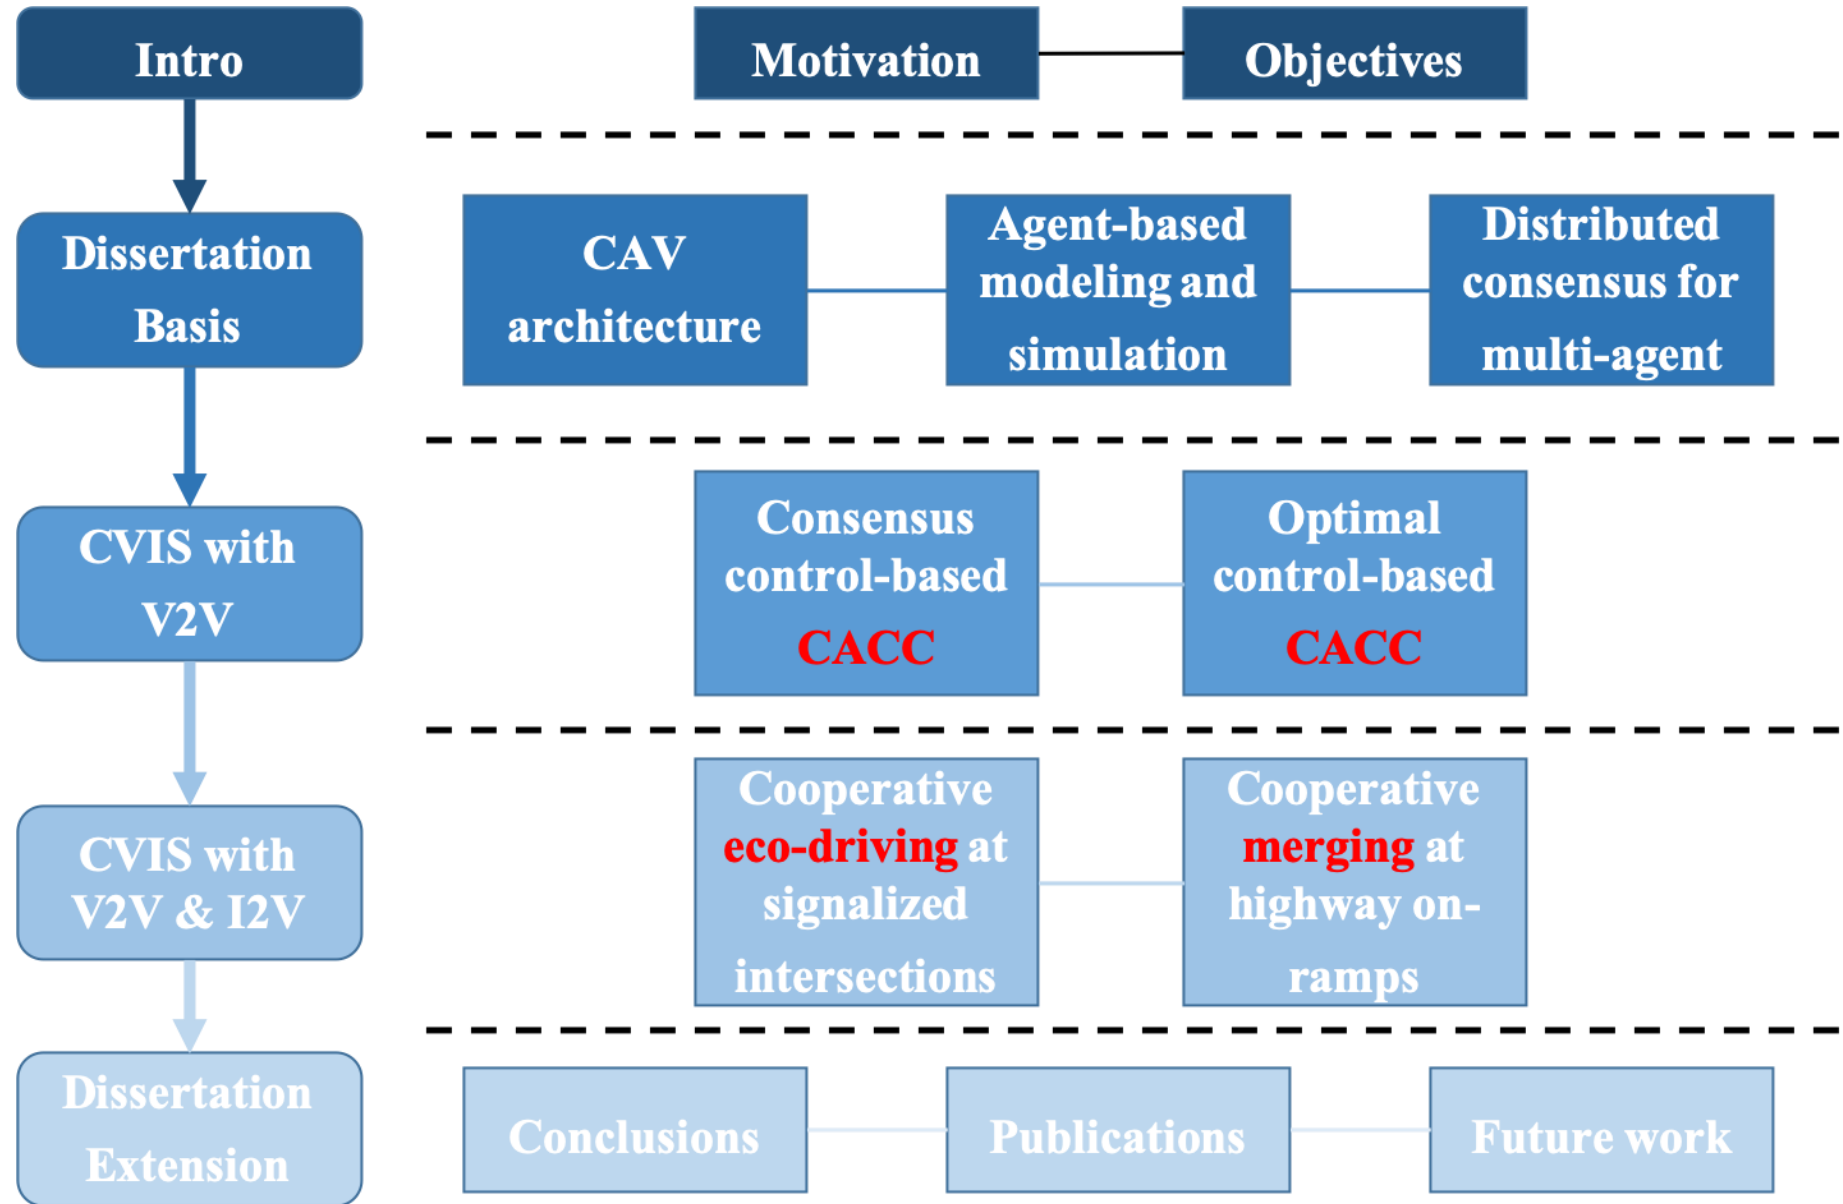 Intro
Motivation
Objectives
Dissertation
Basis
CAV
architecture
Agent-based
modeling and
simulation
Distributed
consensus for
multi-agent
CVIS with
V2V
Consensus
control-based
CACC
Optimal
control-based
CACC
CVIS with
V2V & I2V
Cooperative
eco-driving at
signalized
intersections
Cooperative
merging at
highway on-
ramps
Dissertation
Extension
Conclusions
Publications
Future work